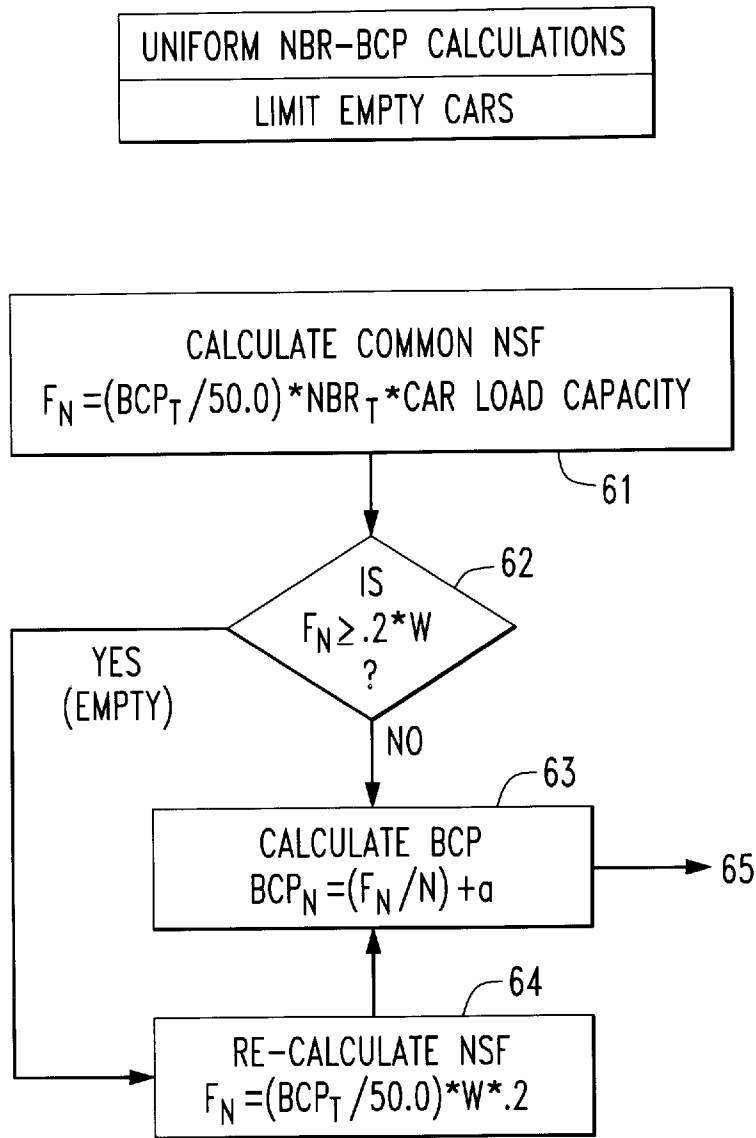 UNIFORM NBR-BCP CALCULATIONS
LIMIT EMPTY CARS
CALCULATE COMMON NSF
F_N=(BCP_T/50.0)*NBR_T*CAR LOAD CAPACITY
61
IS
F_N≥.2*W
?
62
YES
(EMPTY)
NO
63
CALCULATE BCP
BCP_N=(F_N/N)+a
65
64
RE-CALCULATE NSF
F_N=(BCP_T/50.0)*W*.2